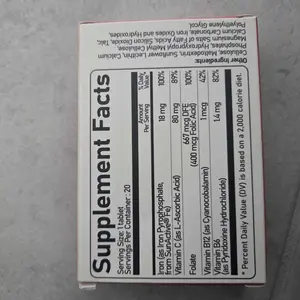 Supplement Facts
Serving Size: 1 tablet
Servings Per Container: 20
Amount % Daily
Per Serving Value*
Iron (as Iron Pyrophosphate, 18 mg 100%
from SunActive® Fe)
Vitamin C (as L-Ascorbic Acid) 80 mg 89%
Folate 667 mcg DFE 100%
(400 mcg Folic Acid)
Vitamin B12 (as Cyanocobalamin) 1 mcg 42%
Vitamin B6 1.4 mg 82%
(as Pyridoxine Hydrochloride)
* Percent Daily Value (DV) is based on a 2,000 calorie diet.
Other Ingredients:
Cellulose, Maltodextrin, Sunflower Lecithin, Calcium
Phosphates, Hydroxypropyl Methyl Cellulose,
Magnesium Salts of Fatty Acids, Silicon Dioxide, Talc,
Calcium Carbonate, Iron Oxides and Hydroxides,
Polyethylene Glycol.